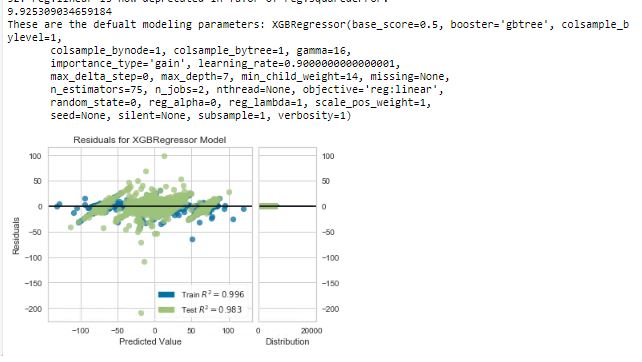 9.925309034659184
These are the defualt modeling parameters: XGBRegressor(base_score=0.5, booster='gbtree', colsample_b
ylevel=1,
colsample_bynode=1, colsample_bytree=1, gamma=16,
importance_type='gain', learning_rate=0.9000000000000001,
max_delta_step=0, max_depth=7, min_child_weight=14, missing=None,
n_estimators=75, n_jobs=2, nthread=None, objective='reg:linear',
random_state=0, reg_alpha=0, reg_lambda=1, scale_pos_weight=1,
seed=None, silent=None, subsample=1, verbosity=1)
Residuals for XGBRegressor Model
100 100
50 50
0 0
−50 −50
−100 −100
−150 −150
−200 −200
Residuals
Train R² = 0.996
Test R² = 0.983
−100 −50 0 50 100 0 20000
Predicted Value Distribution